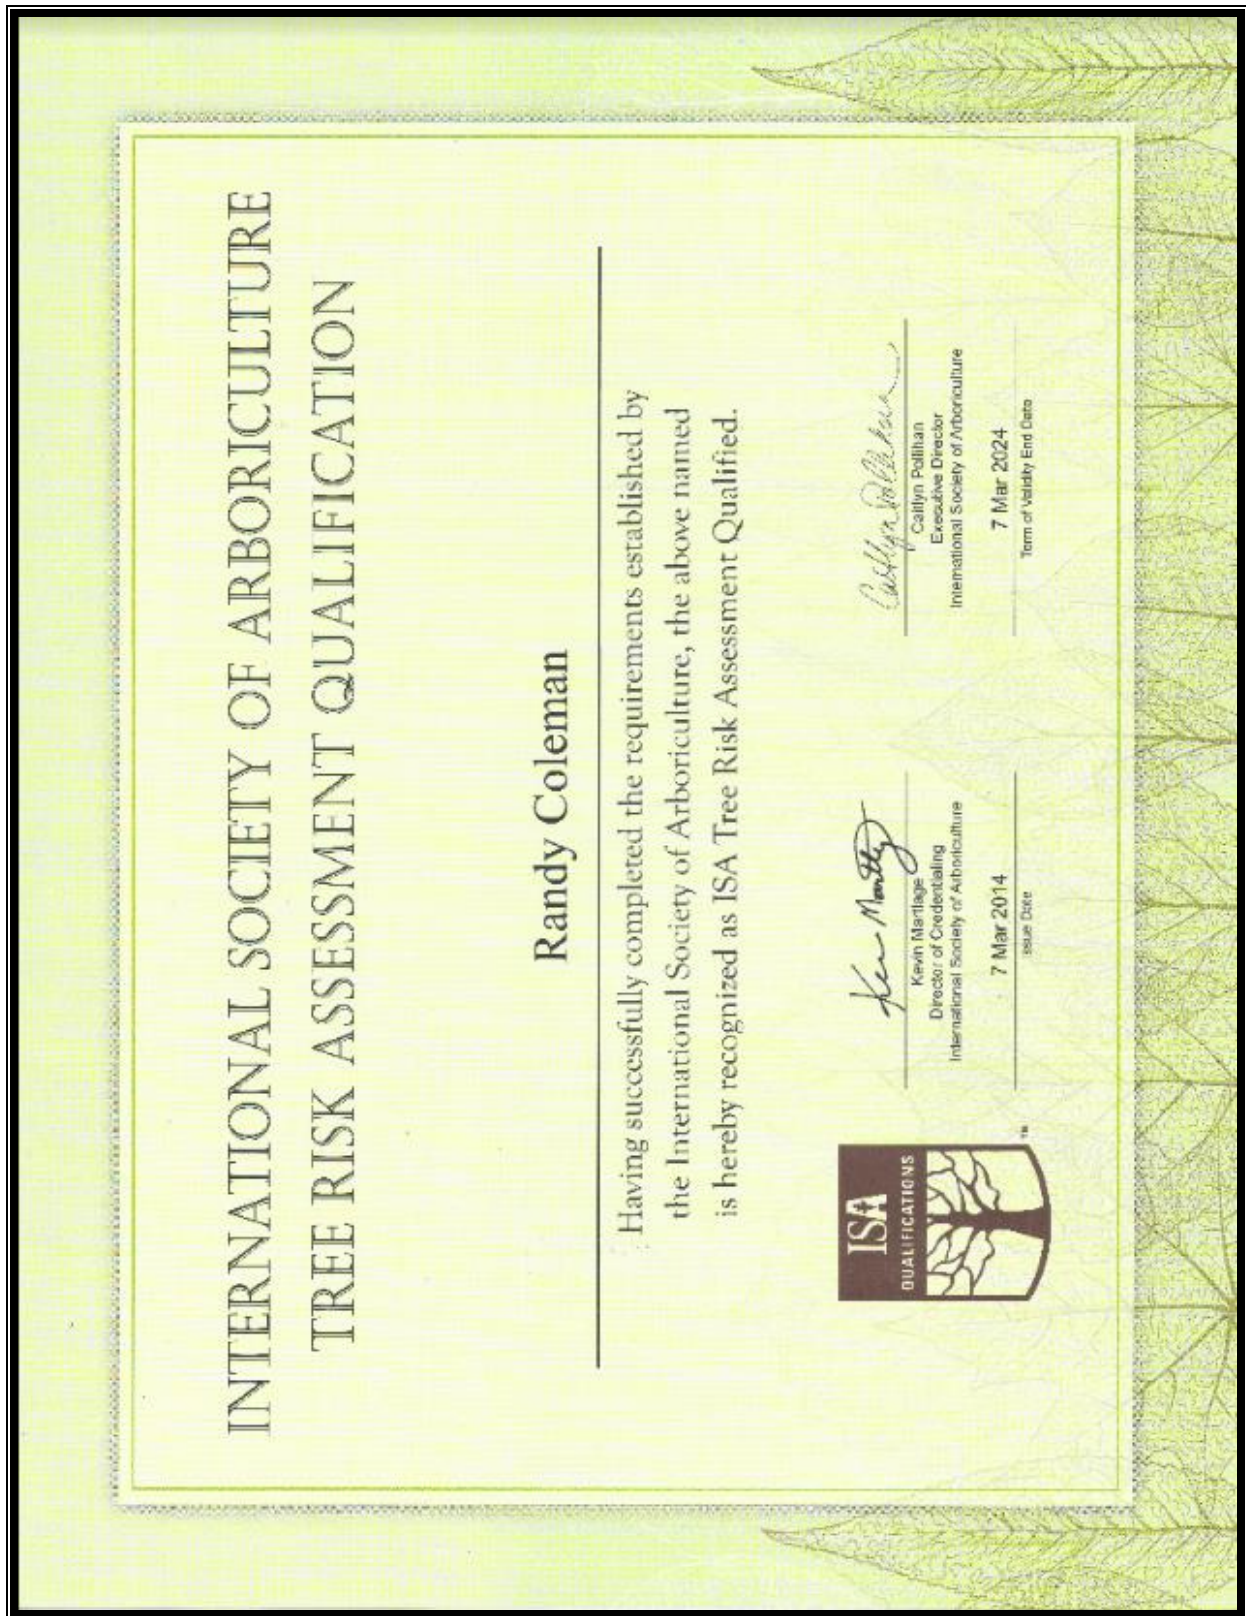 INTERNATIONAL SOCIETY OF ARBORICULTURE
TREE RISK ASSESSMENT QUALIFICATION
Randy Coleman
Having successfully completed the requirements established by
the International Society of Arboriculture, the above named
is hereby recognized as ISA Tree Risk Assessment Qualified.
ISA
QUALIFICATIONS
™
Kevin Martlage
Director of Credentialing
International Society of Arboriculture
7 Mar 2014
Issue Date
Caitlyn Pollihan
Caitlyn Pollihan
Executive Director
International Society of Arboriculture
7 Mar 2024
Term of Validity End Date